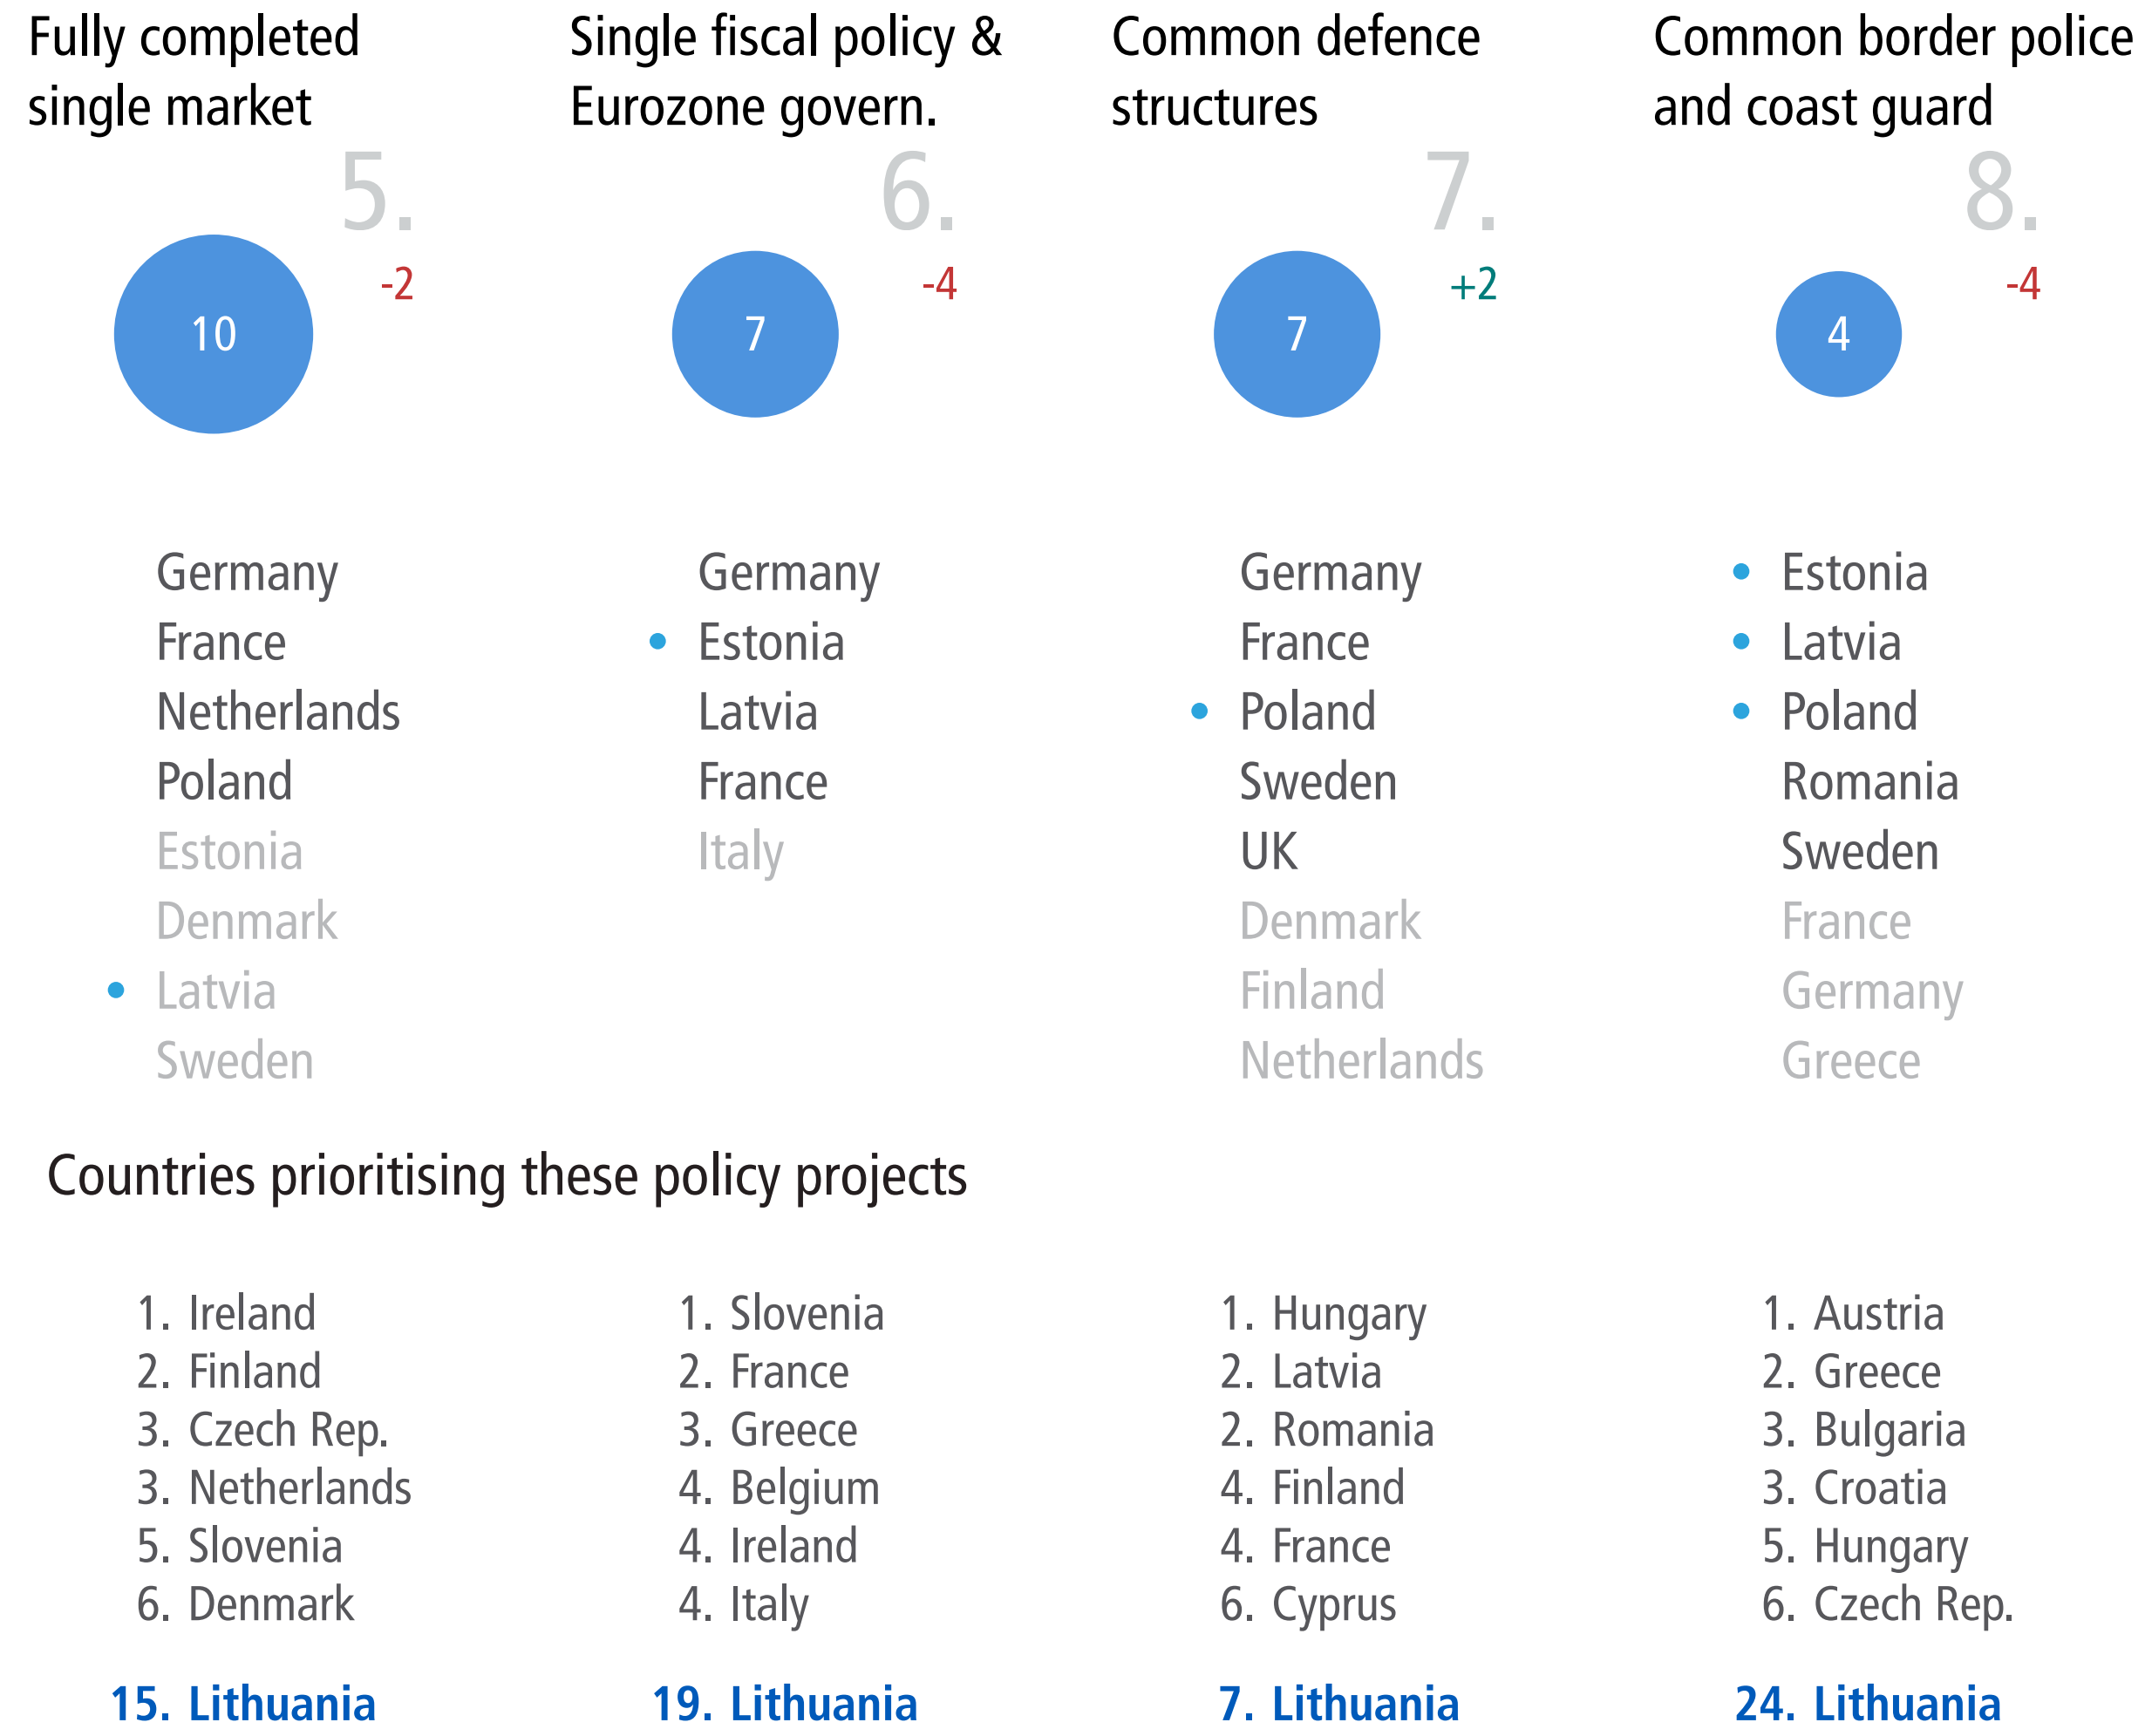 Fully completed
single market
5.
-2
10
Single fiscal policy &
Eurozone govern.
6.
-4
7
Common defence
structures
7.
+2
7
Common border police
and coast guard
8.
-4
4
Germany
France
Netherlands
Poland
Estonia
Denmark
Latvia
Sweden
Germany
Estonia
Latvia
France
Italy
Germany
France
Poland
Sweden
UK
Denmark
Finland
Netherlands
Estonia
Latvia
Poland
Romania
Sweden
France
Germany
Greece
Countries prioritising these policy projects
1. Ireland
2. Finland
3. Czech Rep.
3. Netherlands
5. Slovenia
6. Denmark
15. Lithuania
1. Slovenia
2. France
3. Greece
4. Belgium
4. Ireland
4. Italy
19. Lithuania
1. Hungary
2. Latvia
2. Romania
4. Finland
4. France
6. Cyprus
7. Lithuania
1. Austria
2. Greece
3. Bulgaria
3. Croatia
5. Hungary
6. Czech Rep.
24. Lithuania